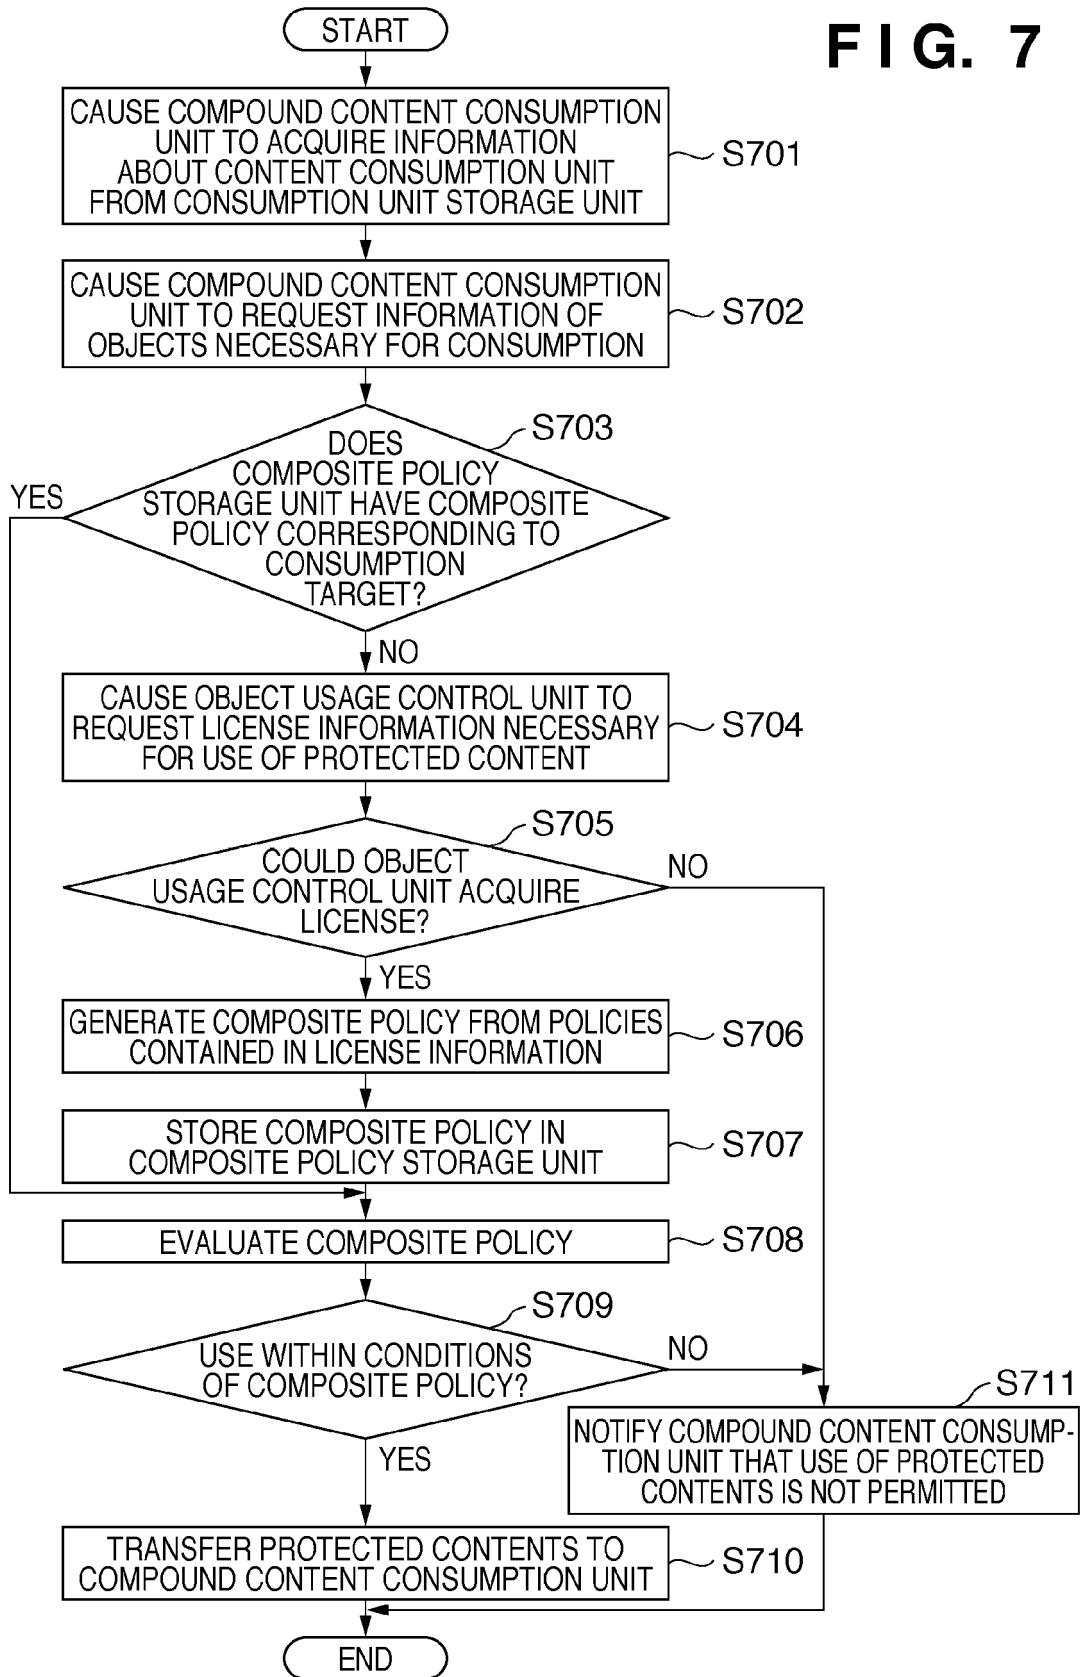 FIG. 7
START
CAUSE COMPOUND CONTENT CONSUMPTION
UNIT TO ACQUIRE INFORMATION
ABOUT CONTENT CONSUMPTION UNIT
FROM CONSUMPTION UNIT STORAGE UNIT
S701
CAUSE COMPOUND CONTENT CONSUMPTION
UNIT TO REQUEST INFORMATION OF
OBJECTS NECESSARY FOR CONSUMPTION
S702
S703
DOES
COMPOSITE POLICY
STORAGE UNIT HAVE COMPOSITE
POLICY CORRESPONDING TO
CONSUMPTION
TARGET?
YES
NO
CAUSE OBJECT USAGE CONTROL UNIT TO
REQUEST LICENSE INFORMATION NECESSARY
FOR USE OF PROTECTED CONTENT
S704
S705
COULD OBJECT
USAGE CONTROL UNIT ACQUIRE
LICENSE?
NO
YES
GENERATE COMPOSITE POLICY FROM POLICIES
CONTAINED IN LICENSE INFORMATION
S706
STORE COMPOSITE POLICY IN
COMPOSITE POLICY STORAGE UNIT
S707
EVALUATE COMPOSITE POLICY
S708
S709
USE WITHIN CONDITIONS
OF COMPOSITE POLICY?
NO
YES
S711
NOTIFY COMPOUND CONTENT CONSUMP-
TION UNIT THAT USE OF PROTECTED
CONTENTS IS NOT PERMITTED
TRANSFER PROTECTED CONTENTS TO
COMPOUND CONTENT CONSUMPTION UNIT
S710
END